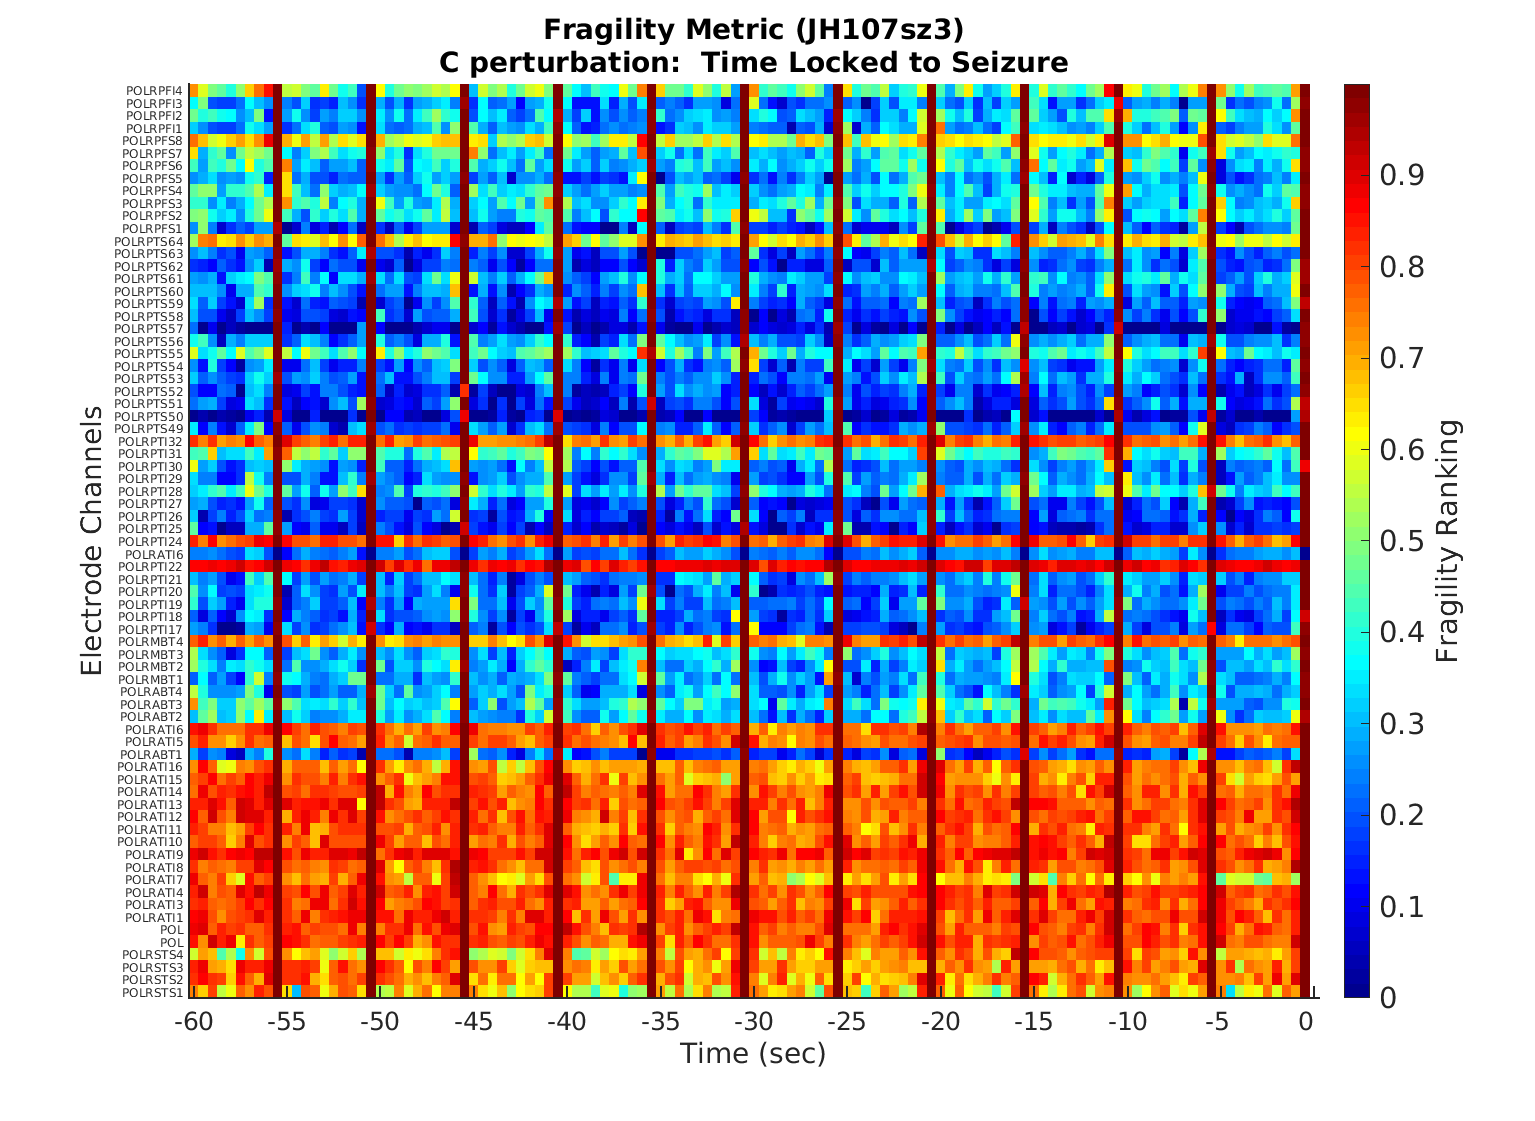 Fragility Metric (JH107sz3)
C perturbation:  Time Locked to Seizure
POLRPFI4
POLRPFI3
POLRPFI2
POLRPFI1
POLRPFS8
POLRPFS7
POLRPFS6
POLRPFS5
POLRPFS4
POLRPFS3
POLRPFS2
POLRPFS1
POLRPTS64
POLRPTS63
POLRPTS62
POLRPTS61
POLRPTS60
POLRPTS59
POLRPTS58
POLRPTS57
POLRPTS56
POLRPTS55
POLRPTS54
POLRPTS53
POLRPTS52
POLRPTS51
POLRPTS50
POLRPTS49
POLRPTI32
POLRPTI31
POLRPTI30
POLRPTI29
POLRPTI28
POLRPTI27
POLRPTI26
POLRPTI25
POLRPTI24
POLRATI6
POLRPTI22
POLRPTI21
POLRPTI20
POLRPTI19
POLRPTI18
POLRPTI17
POLRMBT4
POLRMBT3
POLRMBT2
POLRMBT1
POLRABT4
POLRABT3
POLRABT2
POLRATI6
POLRATI5
POLRABT1
POLRATI16
POLRATI15
POLRATI14
POLRATI13
POLRATI12
POLRATI11
POLRATI10
POLRATI9
POLRATI8
POLRATI7
POLRATI4
POLRATI3
POLRATI1
POL
POL
POLRSTS4
POLRSTS3
POLRSTS2
POLRSTS1
Electrode Channels
-60 -55 -50 -45 -40 -35 -30 -25 -20 -15 -10 -5 0
Time (sec)
0.9
0.8
0.7
0.6
0.5
0.4
0.3
0.2
0.1
0
Fragility Ranking